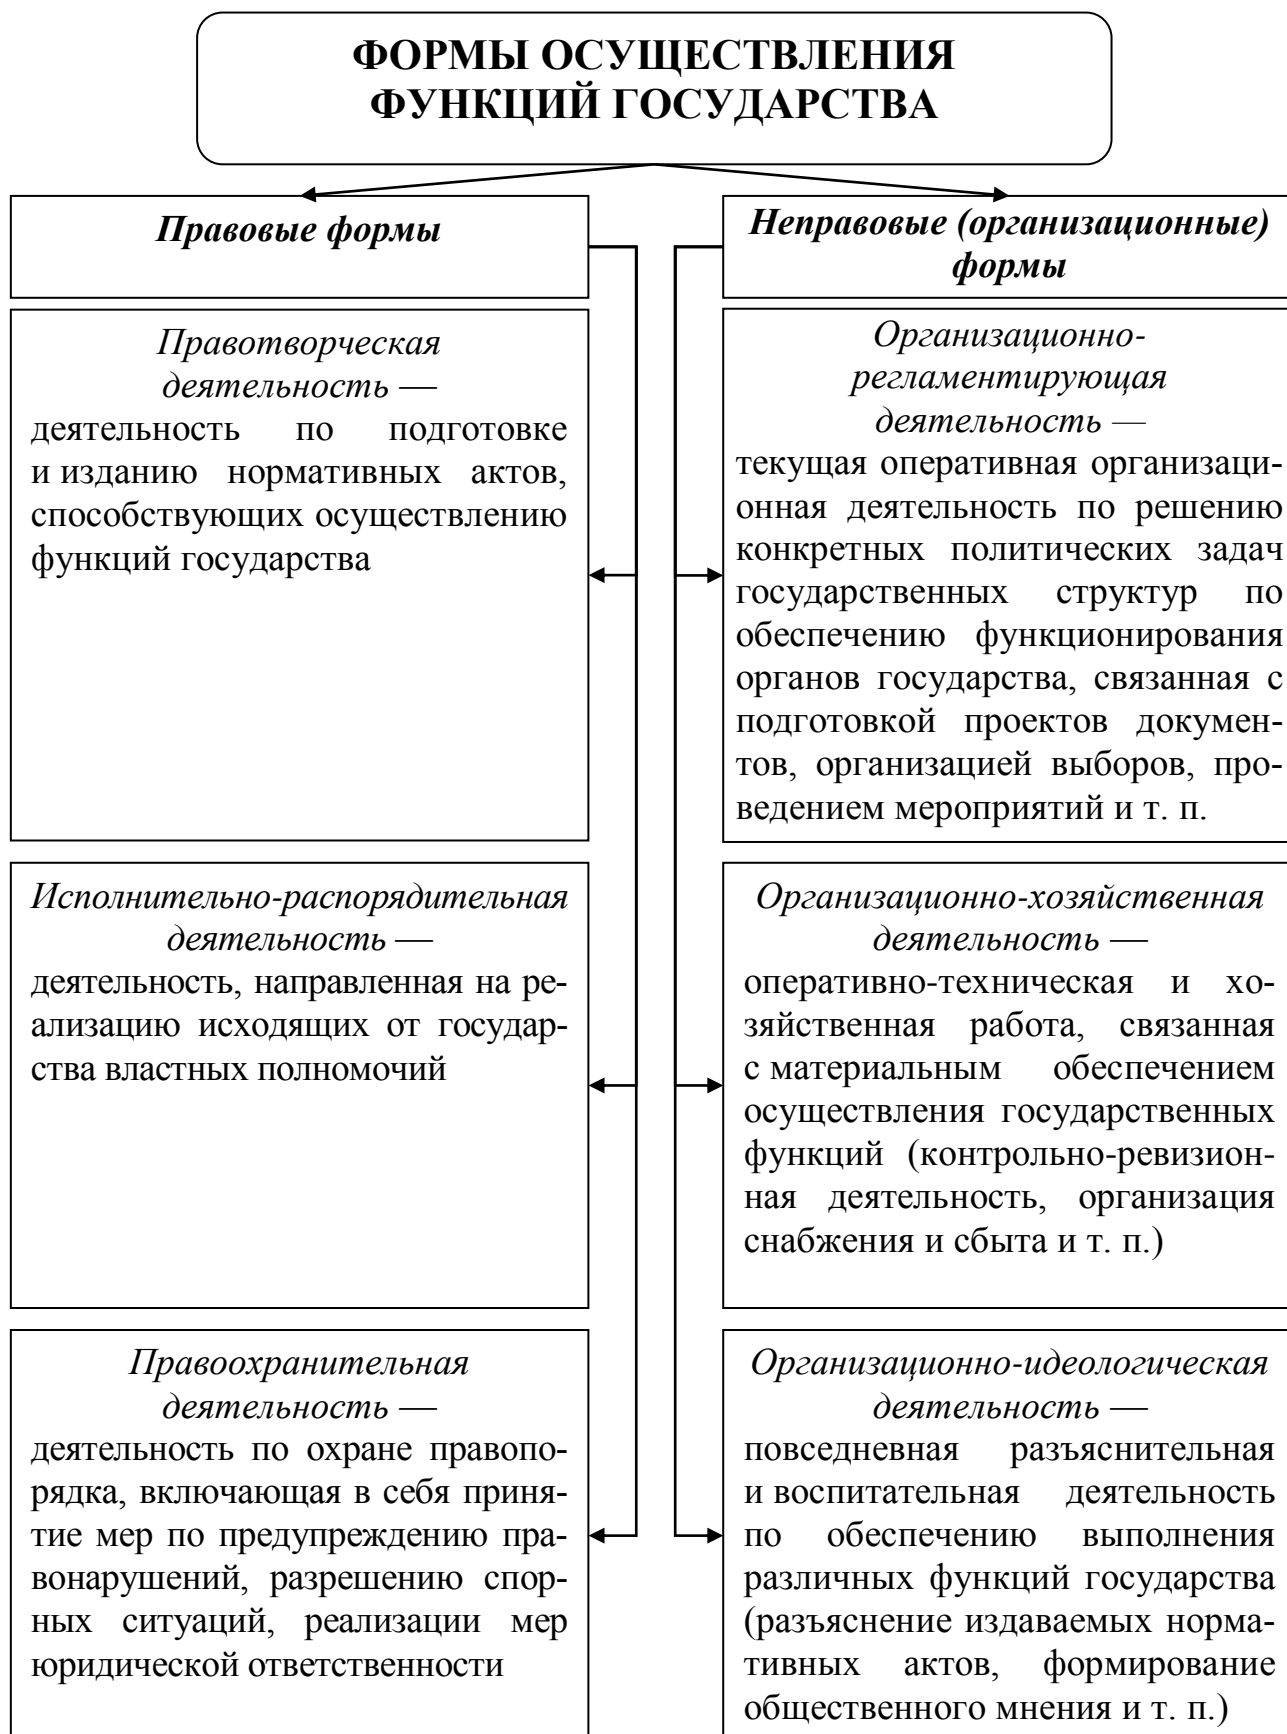 ФОРМЫ ОСУЩЕСТВЛЕНИЯ
ФУНКЦИЙ ГОСУДАРСТВА
Правовые формы
Неправовые (организационные)
формы
Правотворческая
деятельность —
деятельность по подготовке
и изданию нормативных актов,
способствующих осуществлению
функций государства
Организационно-
регламентирующая
деятельность —
текущая оперативная организаци-
онная деятельность по решению
конкретных политических задач
государственных структур по
обеспечению функционирования
органов государства, связанная с
подготовкой проектов докумен-
тов, организацией выборов, про-
ведением мероприятий и т. п.
Исполнительно-распорядительная
деятельность —
деятельность, направленная на ре-
ализацию исходящих от государ-
ства властных полномочий
Организационно-хозяйственная
деятельность —
оперативно-техническая и хо-
зяйственная работа, связанная
с материальным обеспечением
осуществления государственных
функций (контрольно-ревизион-
ная деятельность, организация
снабжения и сбыта и т. п.)
Правоохранительная
деятельность —
деятельность по охране правопо-
рядка, включающая в себя приня-
тие мер по предупреждению пра-
вонарушений, разрешению спор-
ных ситуаций, реализации мер
юридической ответственности
Организационно-идеологическая
деятельность —
повседневная разъяснительная
и воспитательная деятельность
по обеспечению выполнения
различных функций государства
(разъяснение издаваемых норма-
тивных актов, формирование
общественного мнения и т. п.)